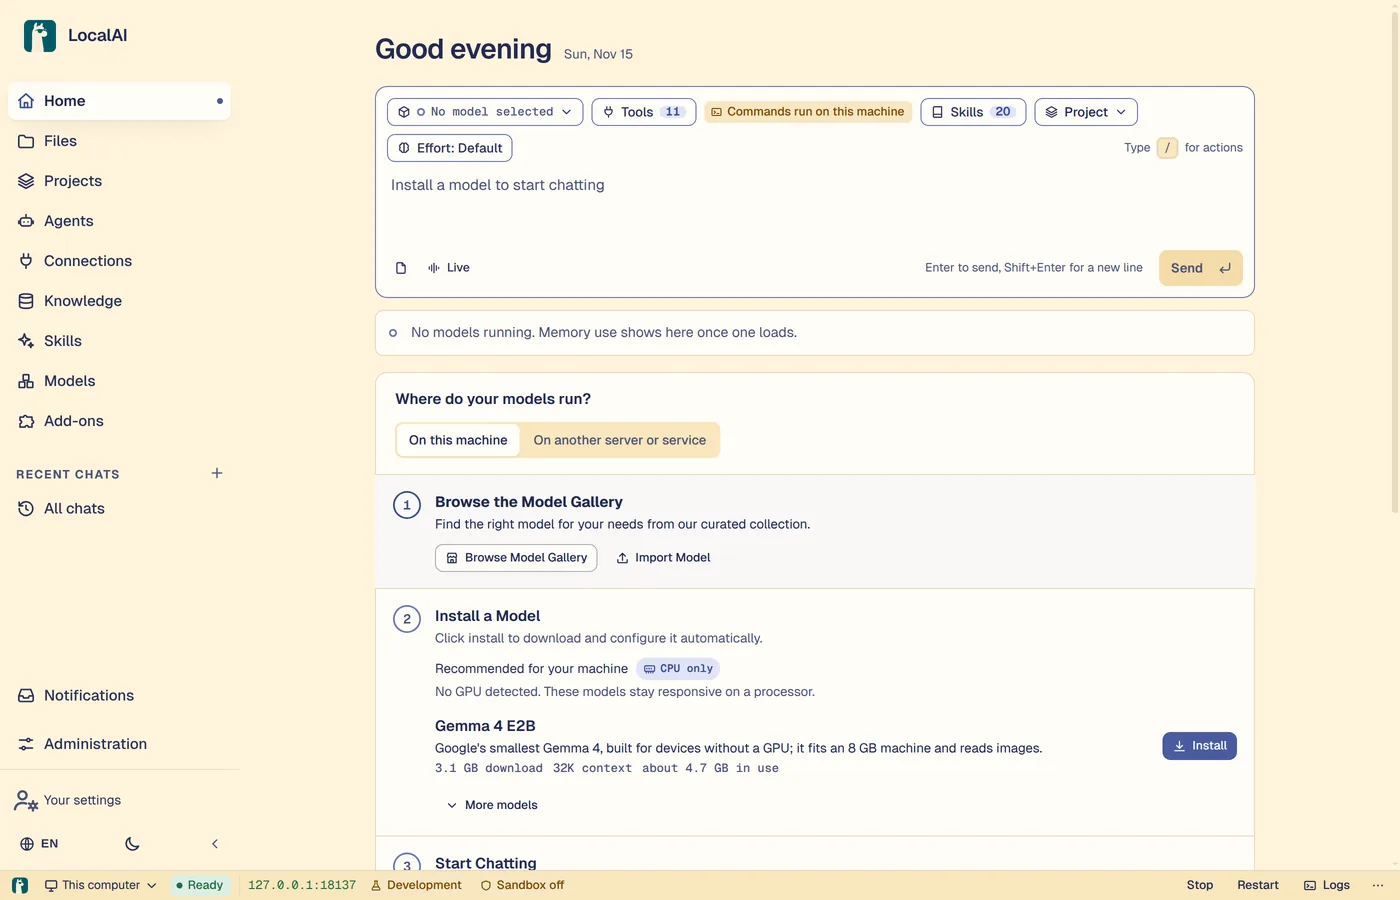 LocalAI
Home
Files
Projects
Agents
Connections
Knowledge
Skills
Models
Add-ons
RECENT CHATS
All chats
Notifications
Administration
Your settings
EN
Good evening Sun, Nov 15
No model selected Tools 11 Commands run on this machine Skills 20 Project
Effort: Default Type / for actions
Install a model to start chatting
Live Enter to send, Shift+Enter for a new line Send
No models running. Memory use shows here once one loads.
Where do your models run?
On this machine On another server or service
1 Browse the Model Gallery
Find the right model for your needs from our curated collection.
Browse Model Gallery Import Model
2 Install a Model
Click install to download and configure it automatically.
Recommended for your machine CPU only
No GPU detected. These models stay responsive on a processor.
Gemma 4 E2B
Google's smallest Gemma 4, built for devices without a GPU; it fits an 8 GB machine and reads images.
Install
3.1 GB download 32K context about 4.7 GB in use
More models
3 Start Chatting
This computer Ready 127.0.0.1:18137 Development Sandbox off Stop Restart Logs